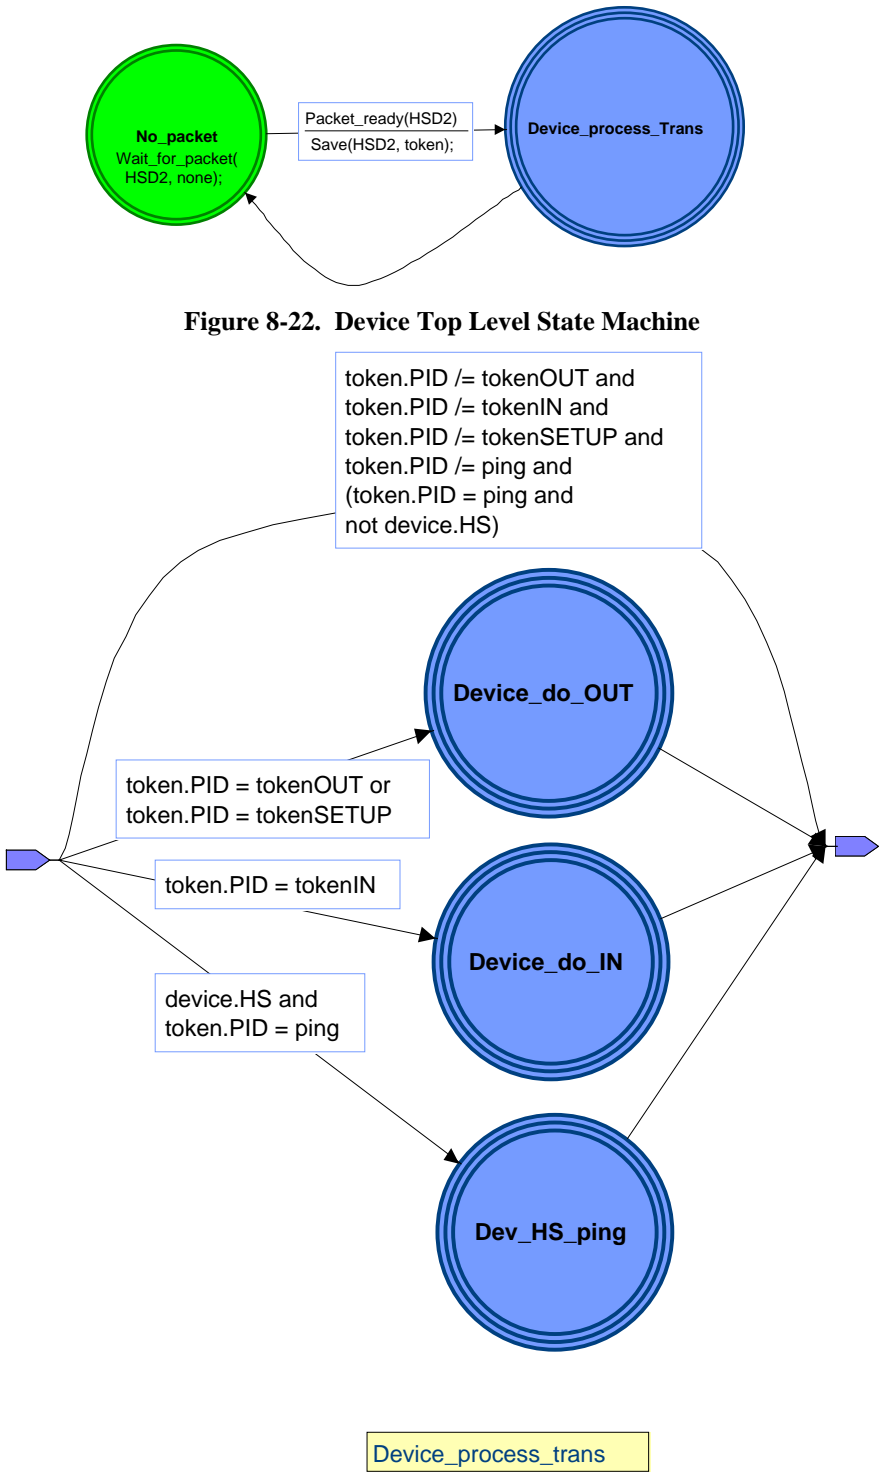 No_packet
Wait_for_packet(
HSD2, none);
Packet_ready(HSD2)
Save(HSD2, token);
Device_process_Trans
Figure 8-22. Device Top Level State Machine
token.PID /= tokenOUT and
token.PID /= tokenIN and
token.PID /= tokenSETUP and
token.PID /= ping and
(token.PID = ping and
not device.HS)
Device_do_OUT
token.PID = tokenOUT or
token.PID = tokenSETUP
token.PID = tokenIN
Device_do_IN
device.HS and
token.PID = ping
Dev_HS_ping
Device_process_trans